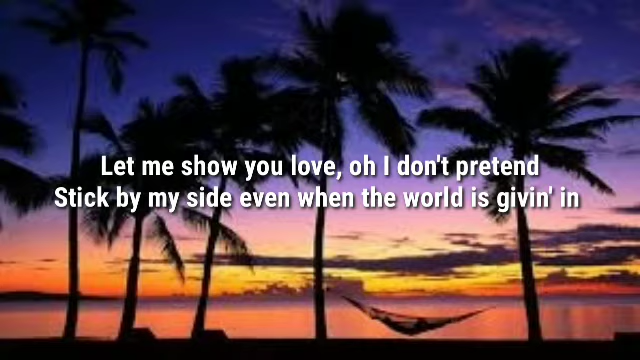 Let me show you love, oh I don't pretend
Stick by my side even when the world is givin' in